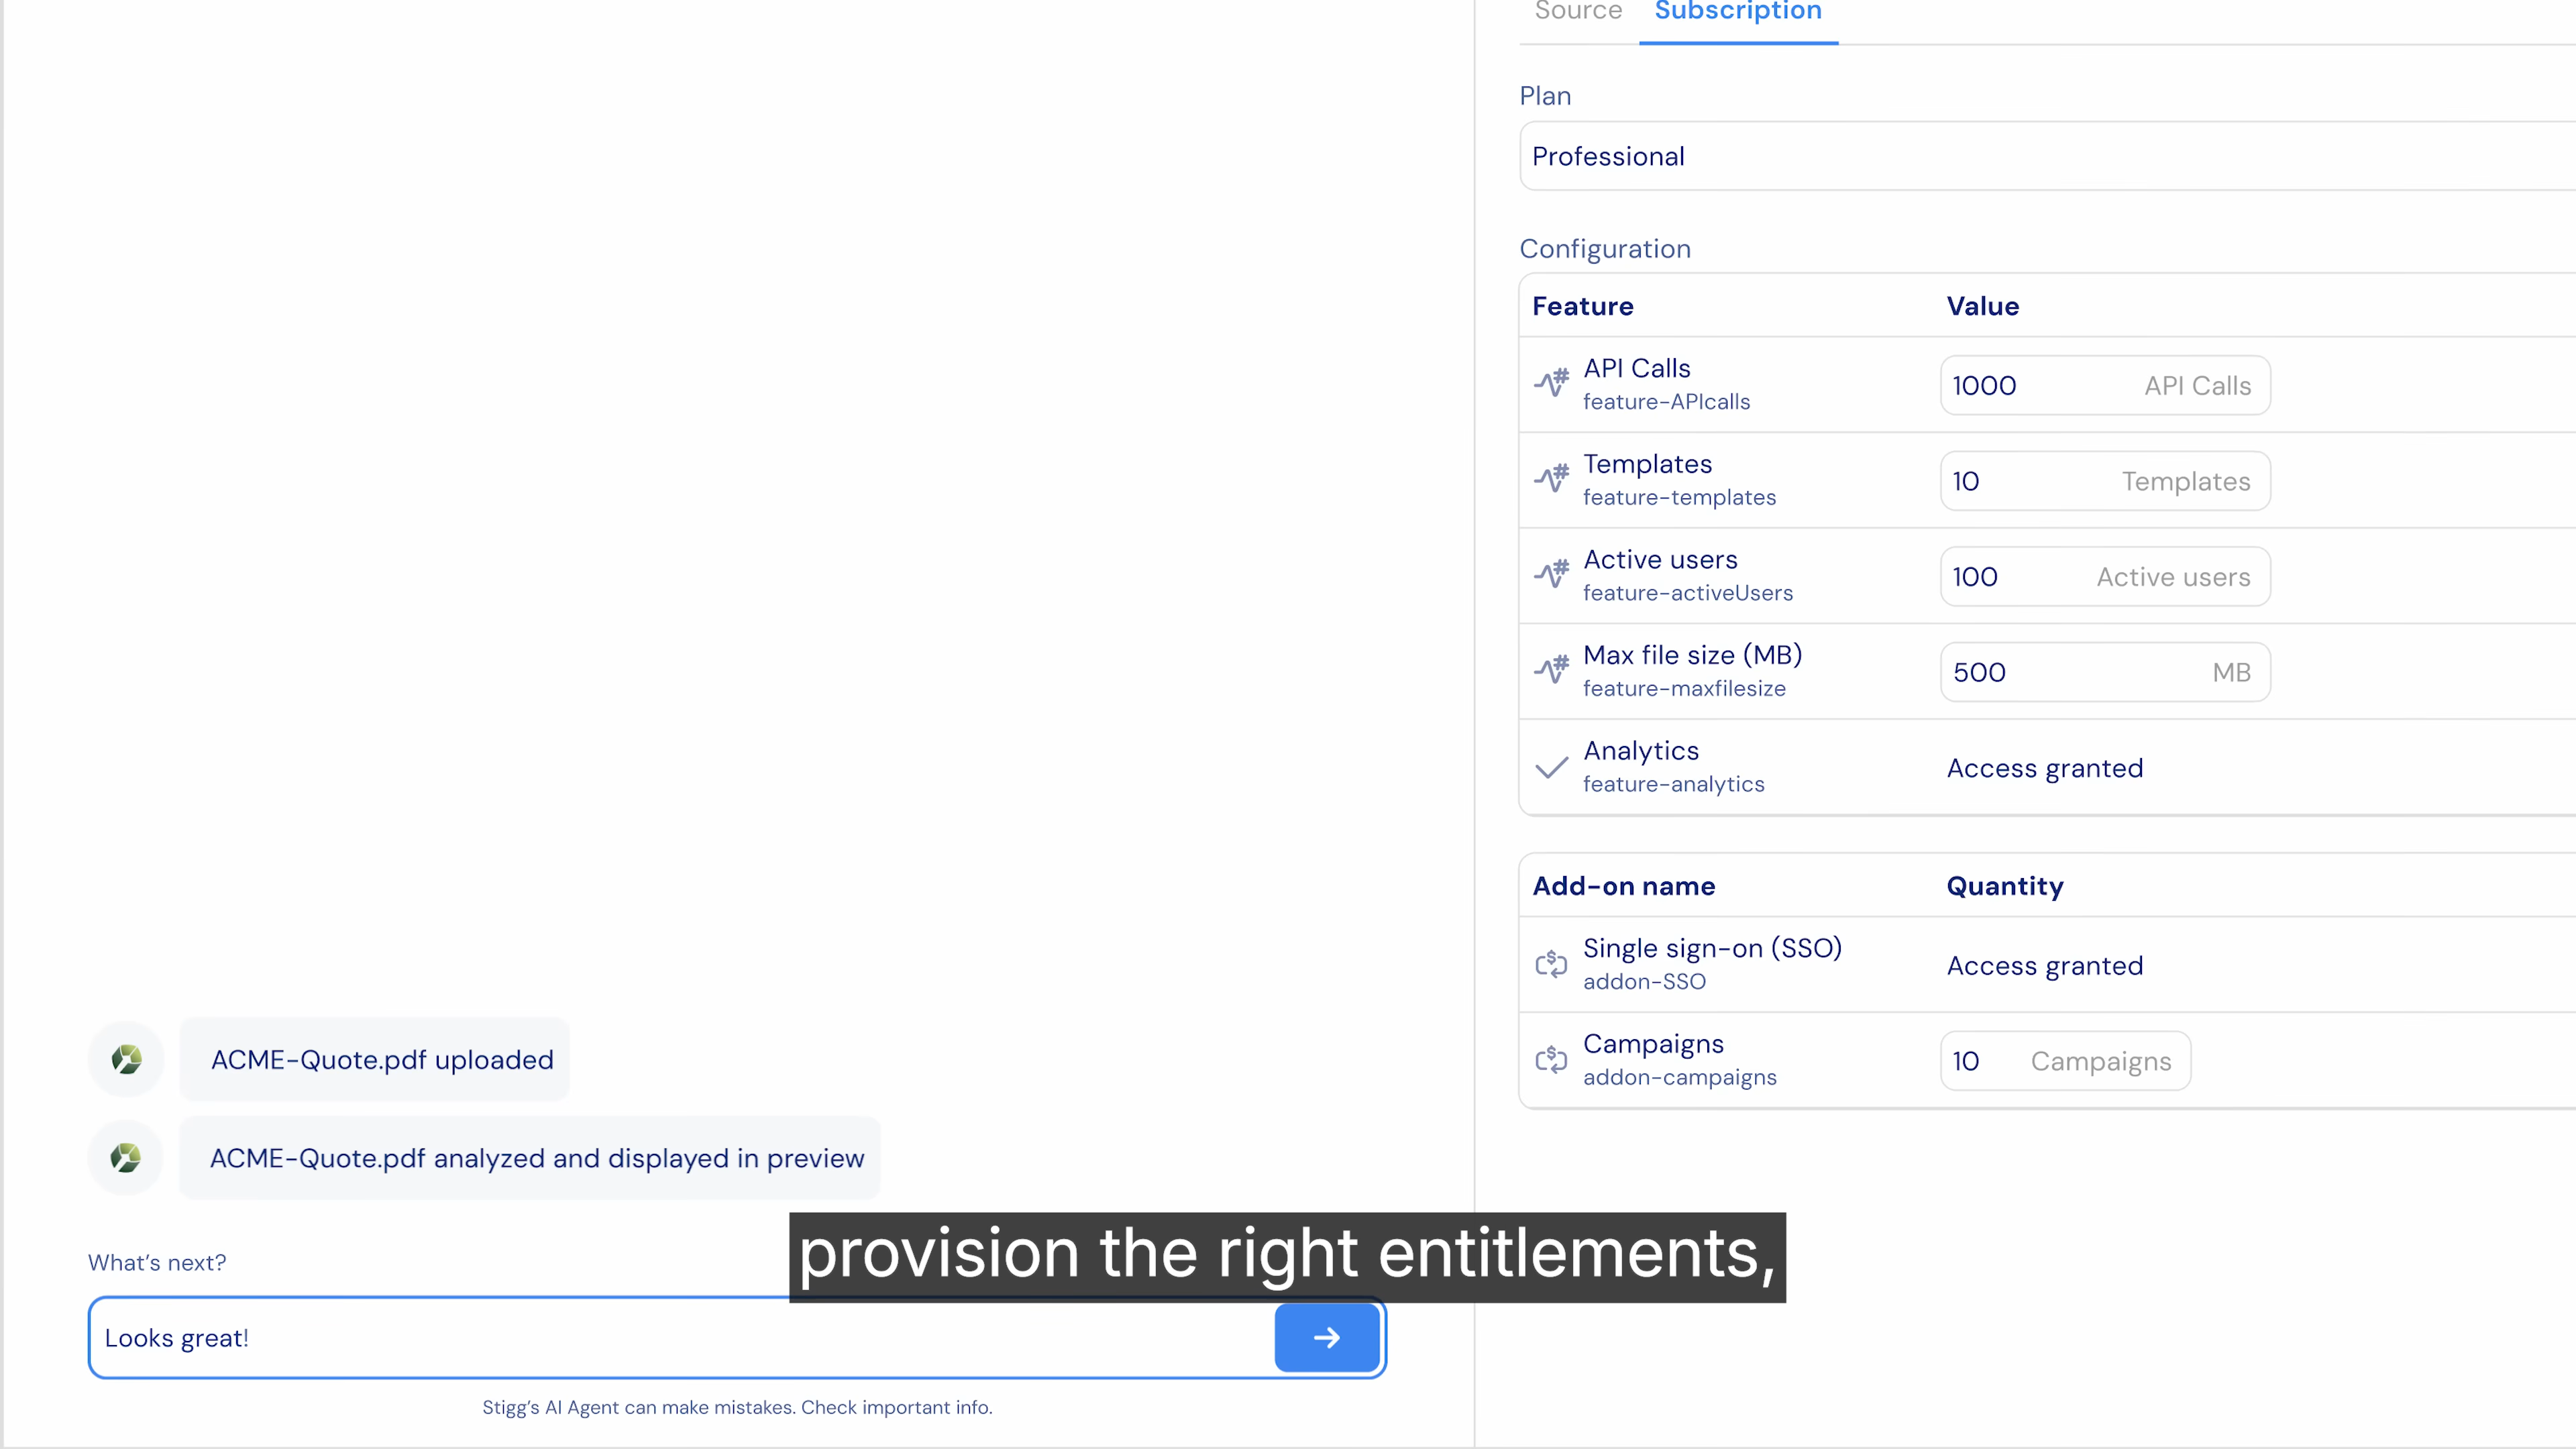 Source Subscription
Plan
Professional
Configuration
Feature Value
API Calls
feature-APIcalls
1000 API Calls
Templates
feature-templates
10 Templates
Active users
feature-activeUsers
100 Active users
Max file size (MB)
feature-maxfilesize
500 MB
Analytics
feature-analytics
Access granted
Add-on name Quantity
Single sign-on (SSO)
addon-SSO
Access granted
Campaigns
addon-campaigns
10 Campaigns
ACME-Quote.pdf uploaded
ACME-Quote.pdf analyzed and displayed in preview
provision the right entitlements,
What's next?
Looks great!
Stigg's AI Agent can make mistakes. Check important info.